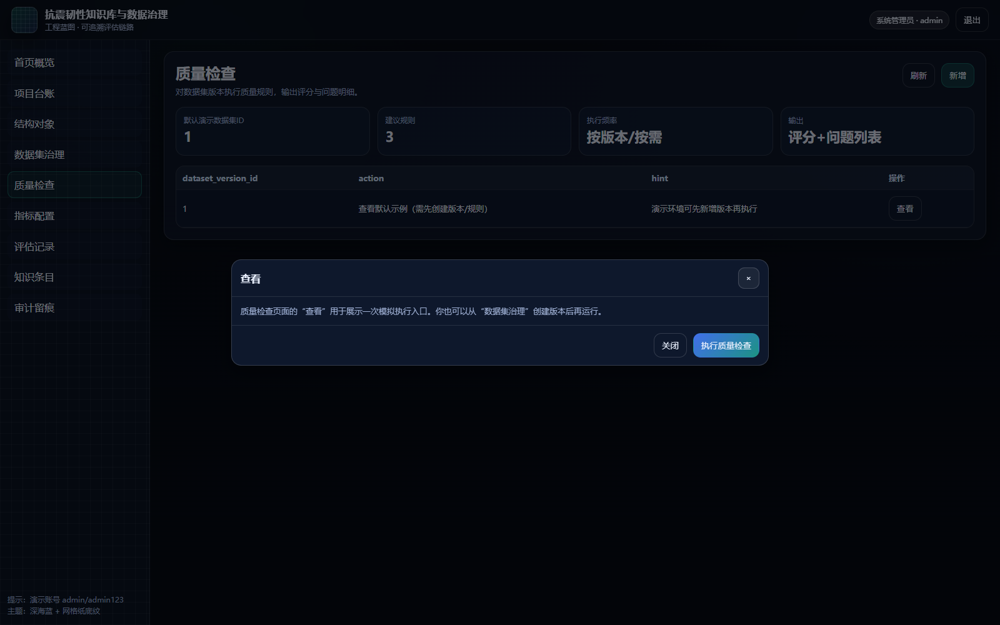 抗震韧性知识库与数据治理
工程蓝图 · 可追溯评估链路
系统管理员 · admin
退出
首页概览
项目台账
结构对象
数据集治理
质量检查
指标配置
评估记录
知识条目
审计留痕
提示：演示账号 admin/admin123
主题：深海蓝 + 网格纸底纹
质量检查
对数据集版本执行质量规则，输出评分与问题明细。
刷新
新增
默认演示数据集ID
1
建议规则
3
执行频率
按版本/按需
输出
评分+问题列表
dataset_version_id action hint 操作
1 查看默认示例（需先创建版本/规则） 演示环境可先新增版本再执行 查看
查看
×
质量检查页面的“查看”用于展示一次模拟执行入口。你也可以从“数据集治理”创建版本后再运行。
关闭
执行质量检查